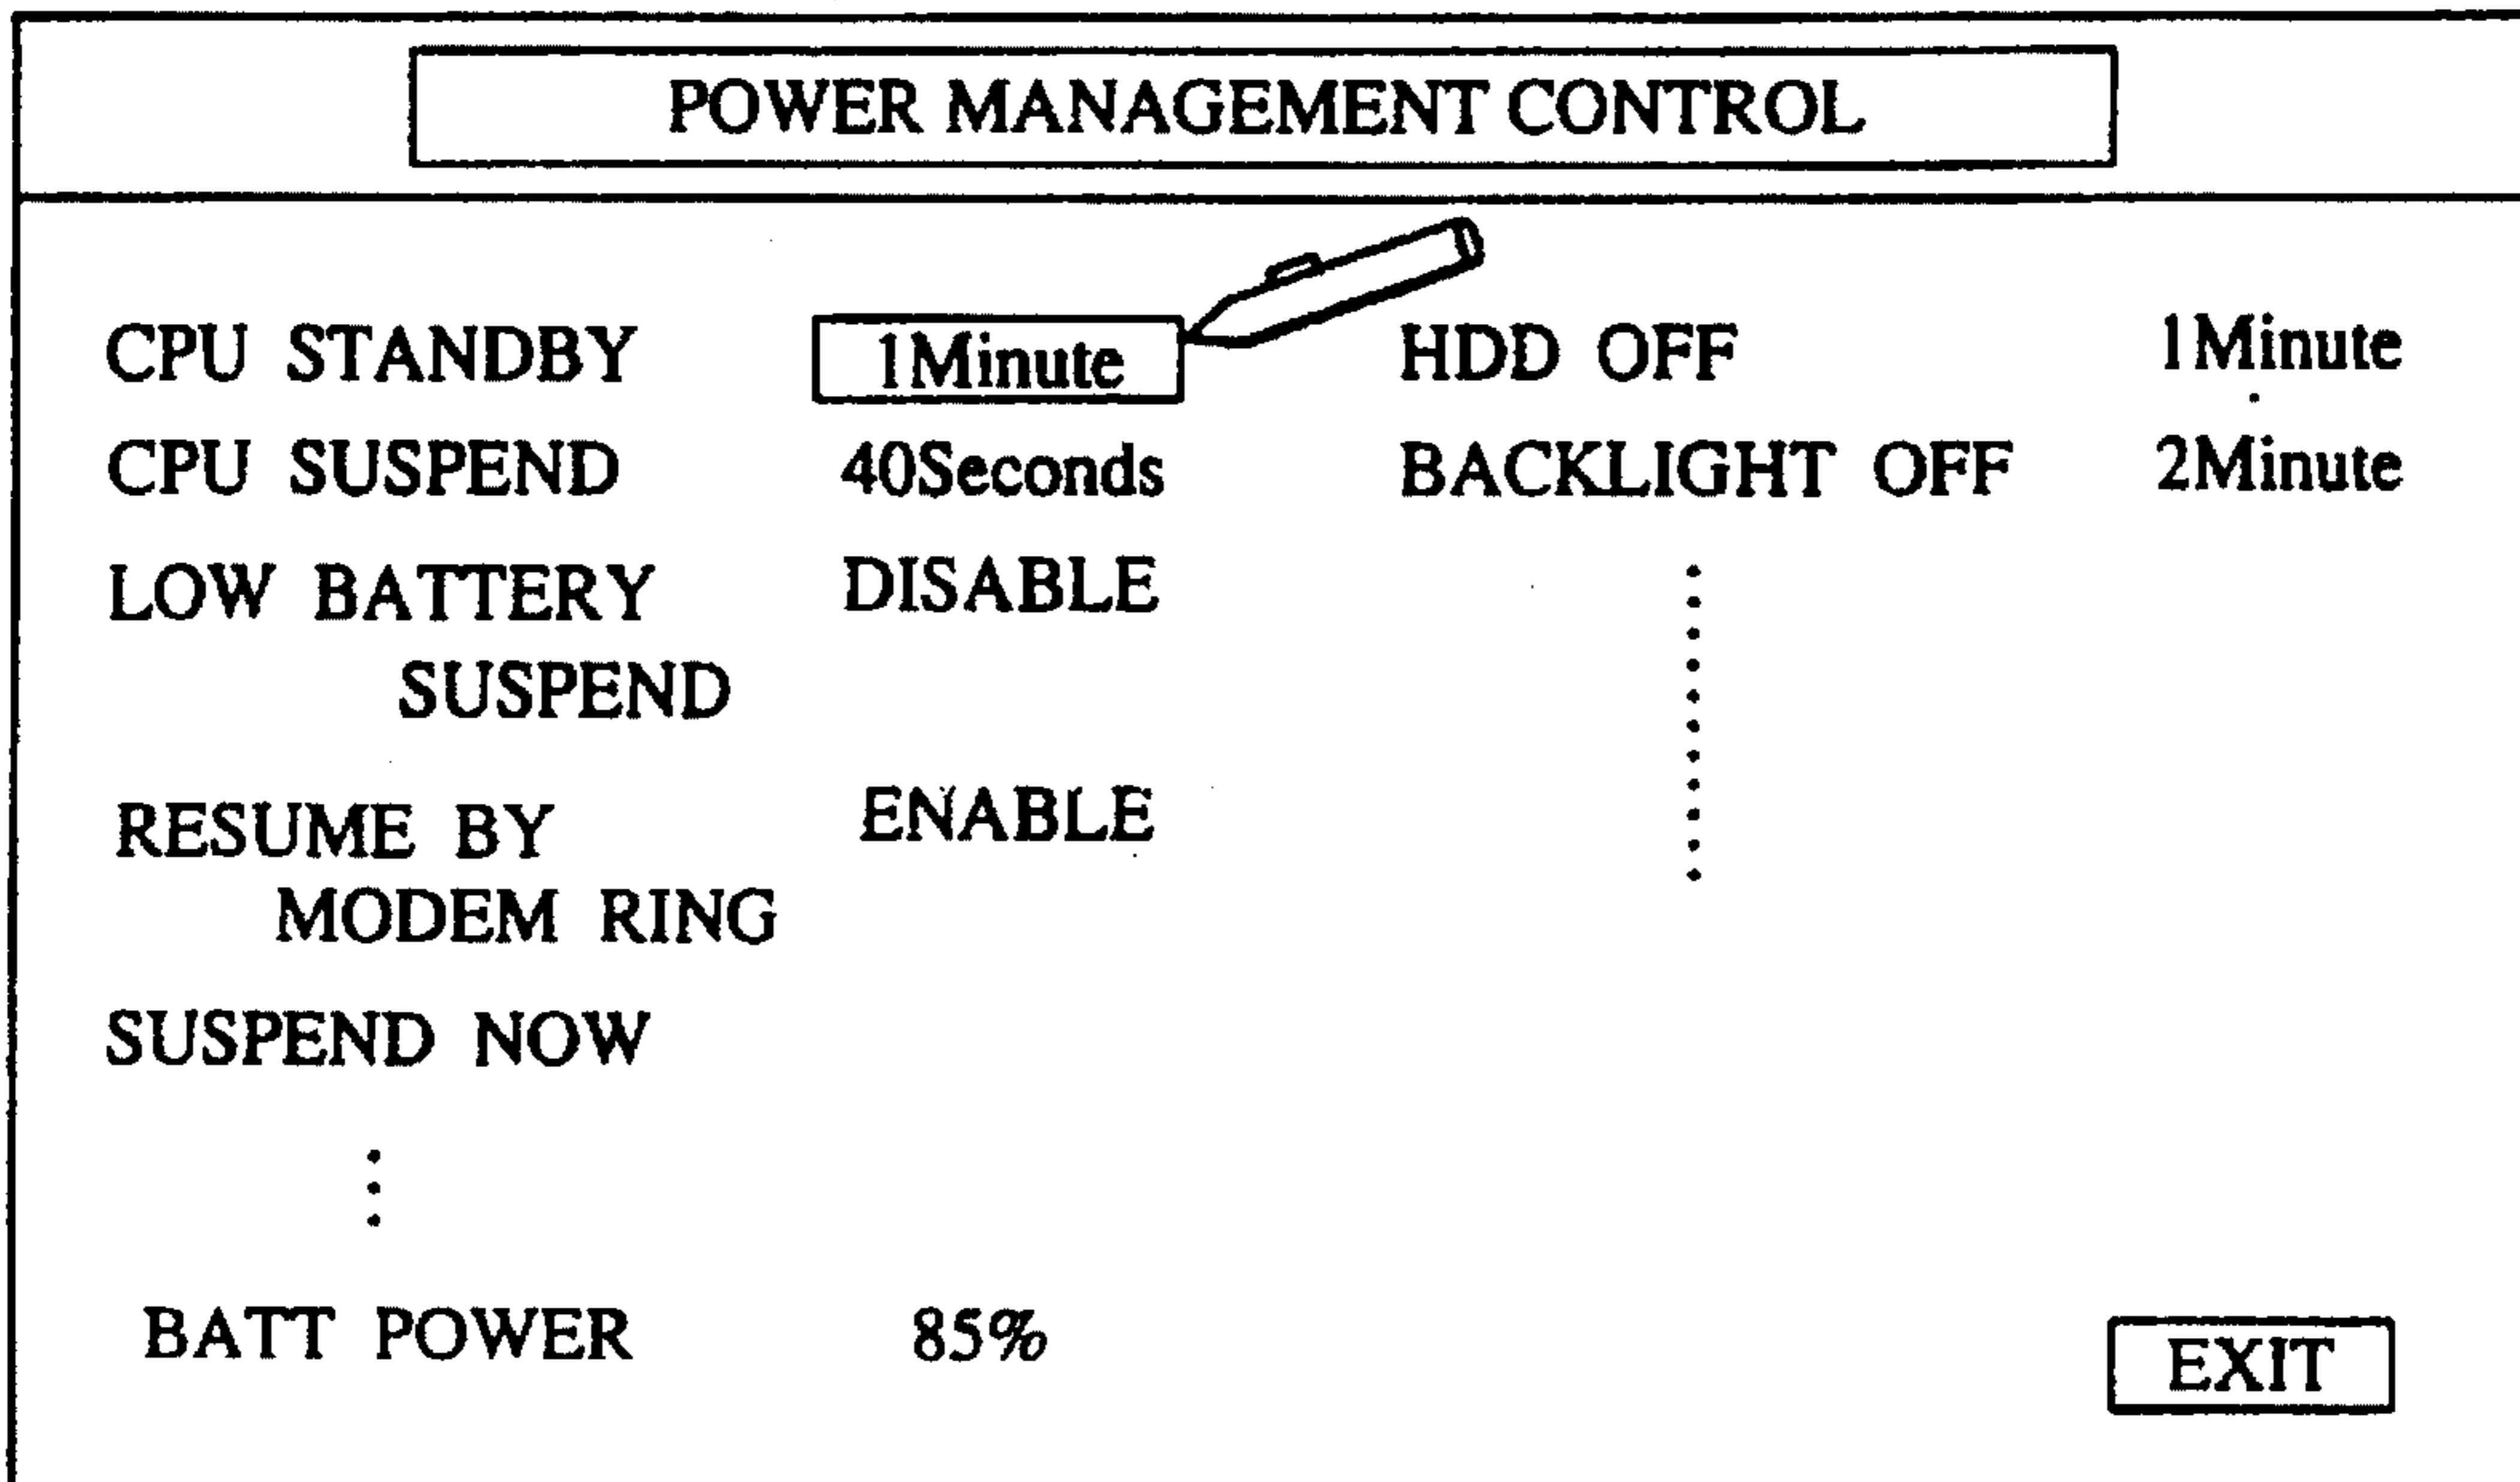 POWER MANAGEMENT CONTROL
CPU STANDBY 1Minute HDD OFF 1Minute
CPU SUSPEND 40Seconds BACKLIGHT OFF 2Minute
LOW BATTERY DISABLE
SUSPEND
RESUME BY ENABLE
MODEM RING
SUSPEND NOW
BATT POWER 85%
EXIT